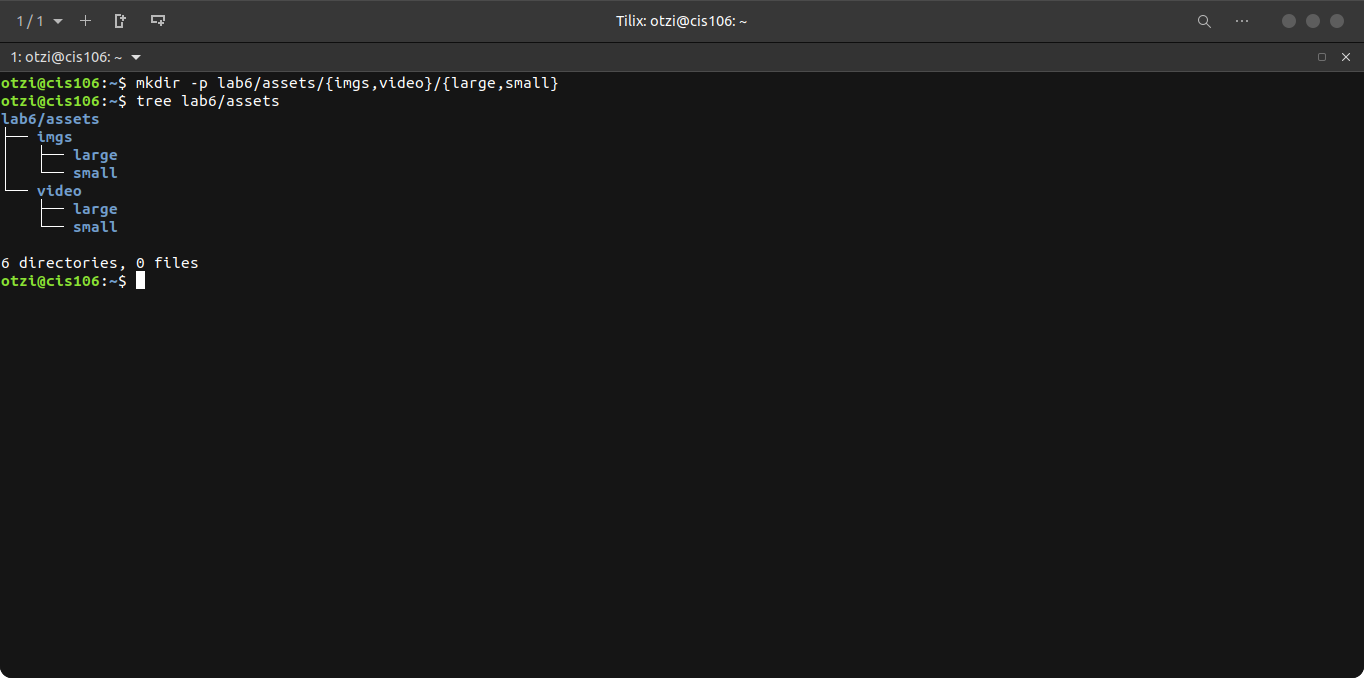 1 / 1
Tilix: otzi@cis106: ~
1: otzi@cis106: ~
otzi@cis106:~$ mkdir -p lab6/assets/{imgs,video}/{large,small}
otzi@cis106:~$ tree lab6/assets
lab6/assets
├── imgs
│   ├── large
│   └── small
└── video
    ├── large
    └── small
6 directories, 0 files
otzi@cis106:~$